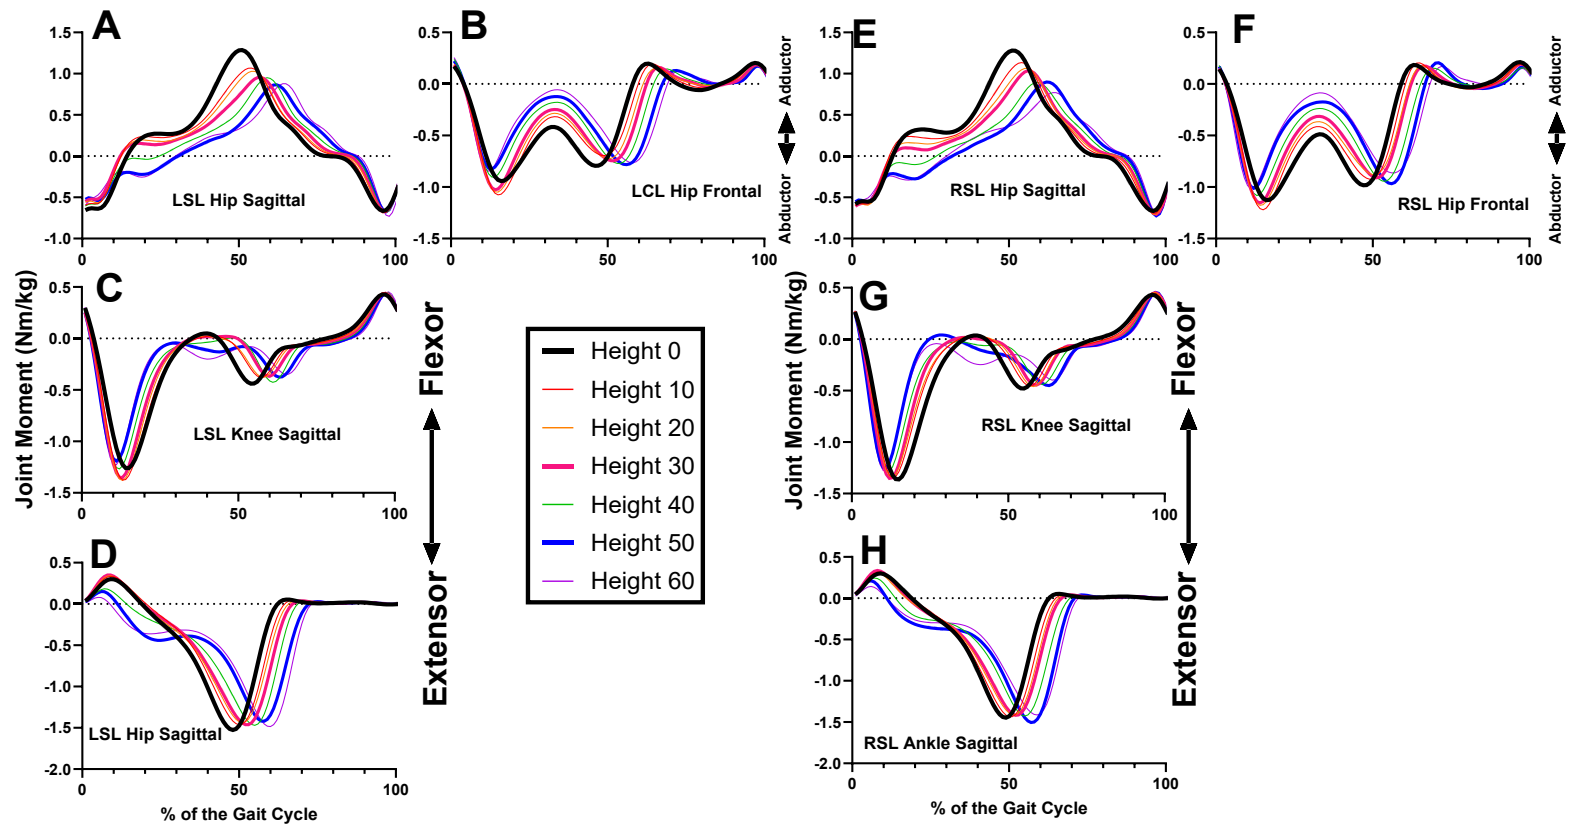 A
1.5
1.0
0.5
0.0
-0.5
-1.0
0
50
100
LSL Hip Sagittal
B
0.5
0.0
-0.5
-1.0
-1.5
0
50
100
LCL Hip Frontal
Adductor
Abductor
E
1.5
1.0
0.5
0.0
-0.5
-1.0
0
50
100
RSL Hip Sagittal
F
0.5
0.0
-0.5
-1.0
-1.5
0
50
100
RSL Hip Frontal
Adductor
Abductor
Joint Moment (Nm/kg)
C
0.5
0.0
-0.5
-1.0
-1.5
0
50
100
LSL Knee Sagittal
Flexor
Extensor
Height 0
Height 10
Height 20
Height 30
Height 40
Height 50
Height 60
Joint Moment (Nm/kg)
G
0.5
0.0
-0.5
-1.0
-1.5
0
50
100
RSL Knee Sagittal
Flexor
Extensor
D
0.5
0.0
-0.5
-1.0
-1.5
-2.0
0
50
100
LSL Hip Sagittal
% of the Gait Cycle
H
0.5
0.0
-0.5
-1.0
-1.5
-2.0
0
50
100
RSL Ankle Sagittal
% of the Gait Cycle